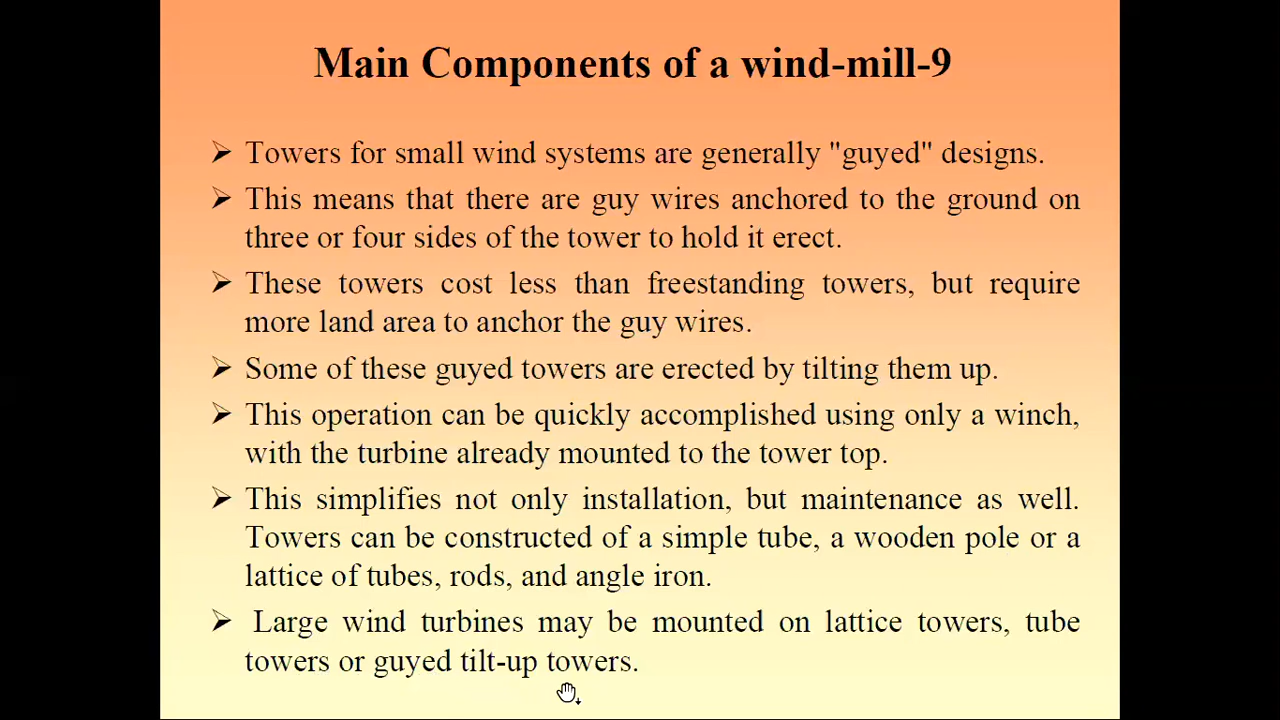 Main Components of a wind-mill-9
➢ Towers for small wind systems are generally "guyed" designs.
➢ This means that there are guy wires anchored to the ground on
three or four sides of the tower to hold it erect.
➢ These towers cost less than freestanding towers, but require
more land area to anchor the guy wires.
➢ Some of these guyed towers are erected by tilting them up.
➢ This operation can be quickly accomplished using only a winch,
with the turbine already mounted to the tower top.
➢ This simplifies not only installation, but maintenance as well.
Towers can be constructed of a simple tube, a wooden pole or a
lattice of tubes, rods, and angle iron.
➢ Large wind turbines may be mounted on lattice towers, tube
towers or guyed tilt-up towers.